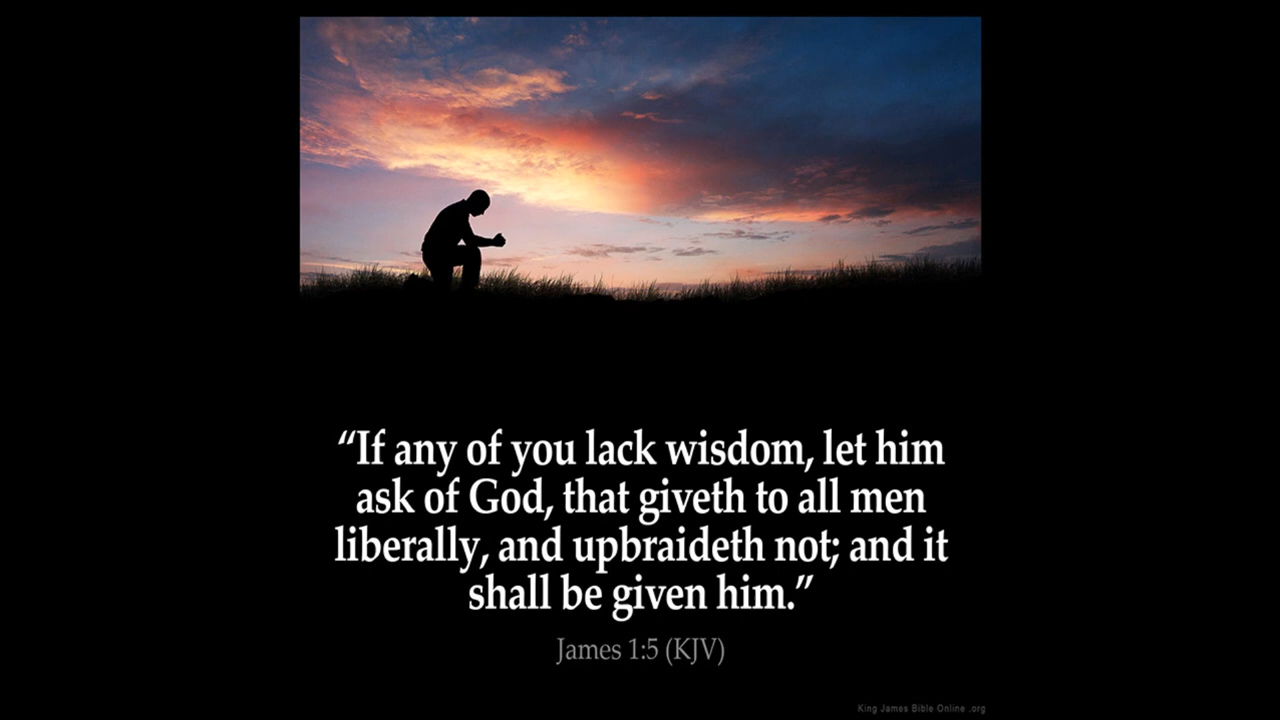 “If any of you lack wisdom, let him
ask of God, that giveth to all men
liberally, and upbraideth not; and it
shall be given him.”
James 1:5 (KJV)
King James Bible Online .org